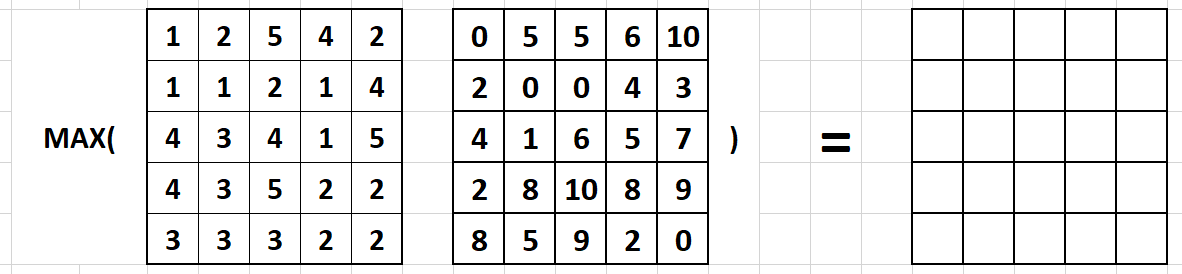 1 2 5 4 2 0 5 5 6 10
1 1 2 1 4 2 0 0 4 3
MAX( 4 3 4 1 5 4 1 6 5 7 ) =
4 3 5 2 2 2 8 10 8 9
3 3 3 2 2 8 5 9 2 0